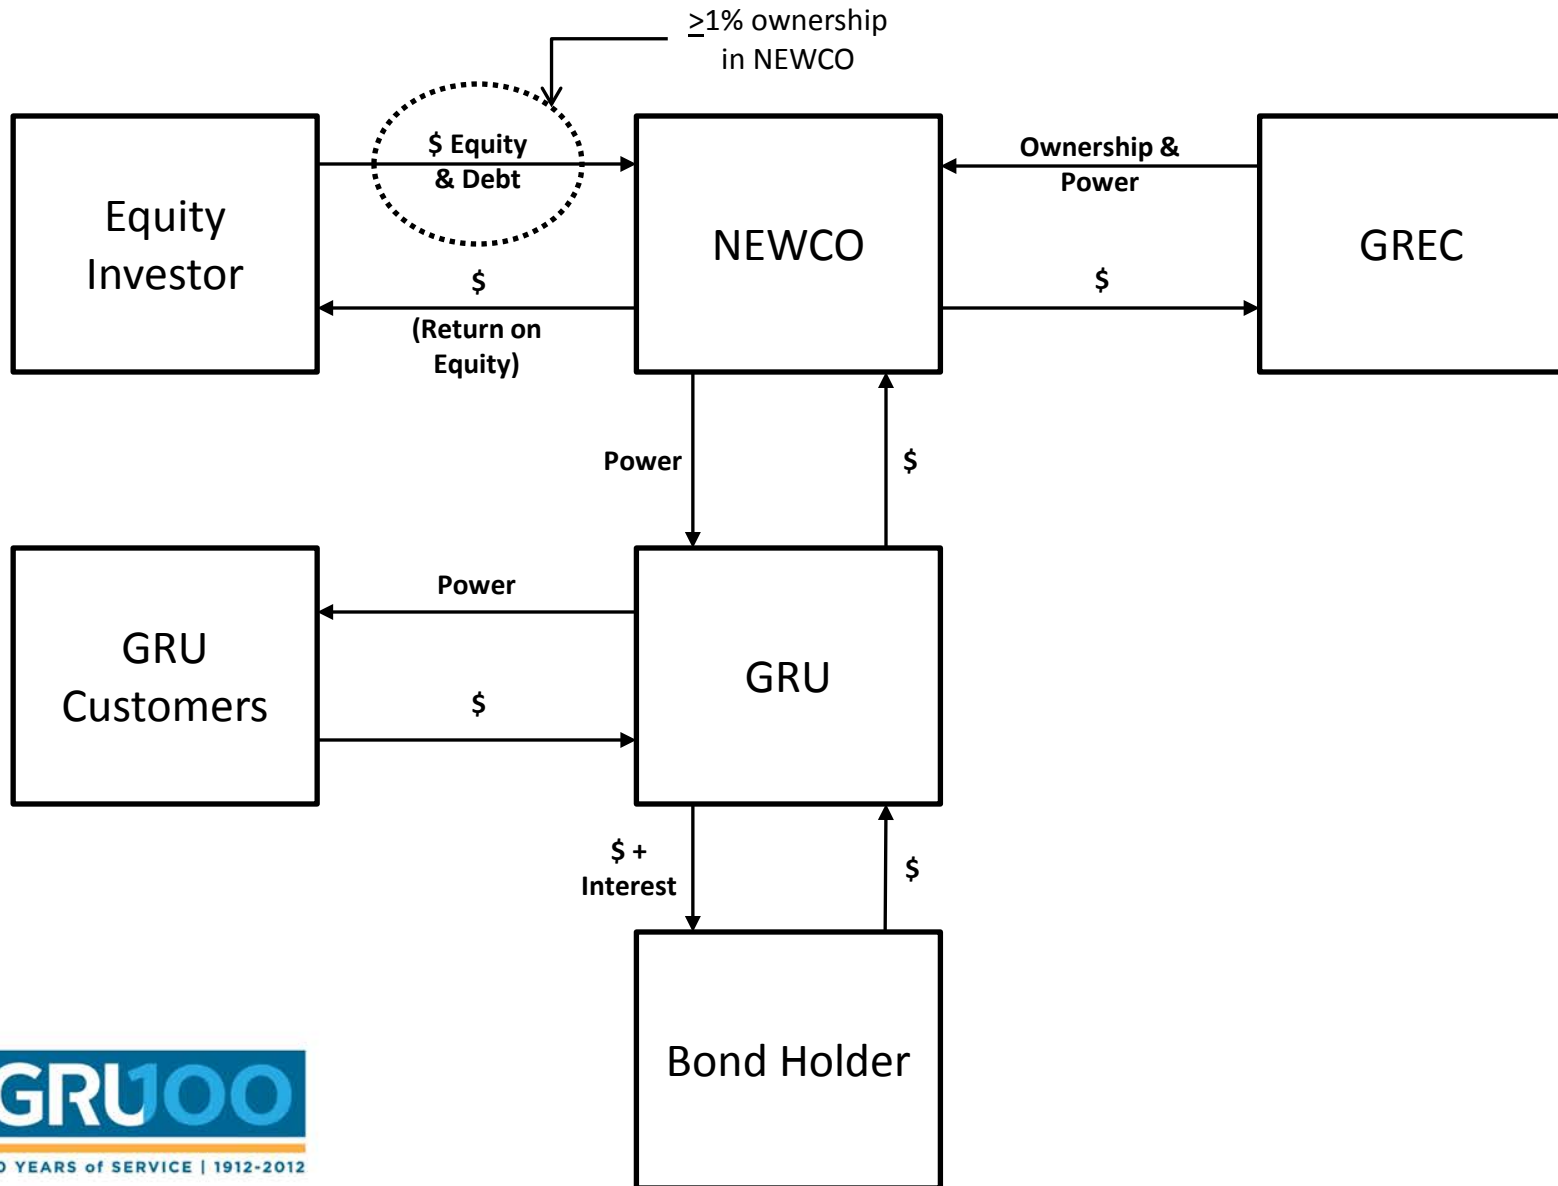 ≥1% ownership
in NEWCO
$ Equity
& Debt
Ownership &
Power
Equity
Investor
NEWCO
GREC
$
$
(Return on
Equity)
Power
$
Power
GRU
Customers
GRU
$
$ +
Interest
$
Bond Holder
GRU100
YEARS of SERVICE | 1912-2012